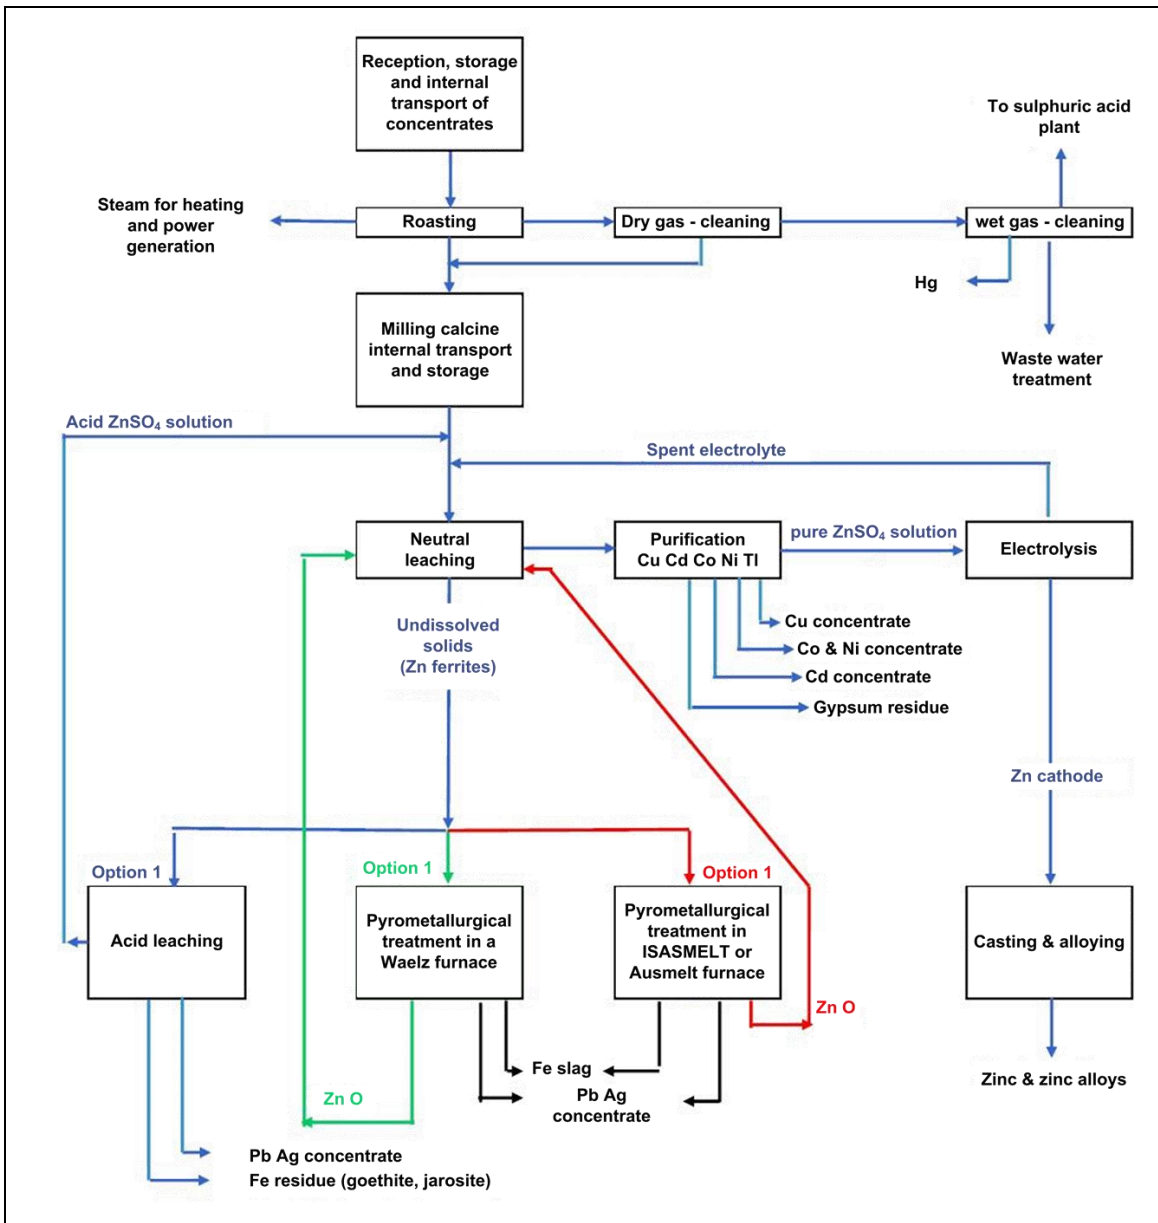 Reception, storage
and internal
transport of
concentrates
To sulphuric acid
plant
Steam for heating
and power
generation
Roasting
Dry gas - cleaning
wet gas - cleaning
Hg
Milling calcine
internal transport
and storage
Waste water
treatment
Acid ZnSO₄ solution
Spent electrolyte
Neutral
leaching
Purification
Cu Cd Co Ni Tl
pure ZnSO₄ solution
Electrolysis
Undissolved
solids
(Zn ferrites)
Cu concentrate
Co & Ni concentrate
Cd concentrate
Gypsum residue
Zn cathode
Option 1
Option 1
Option 1
Acid leaching
Pyrometallurgical
treatment in a
Waelz furnace
Pyrometallurgical
treatment in
ISASMELT or
Ausmelt furnace
Casting & alloying
Zn O
Fe slag
Zn O
Pb Ag
concentrate
Zinc & zinc alloys
Pb Ag concentrate
Fe residue (goethite, jarosite)